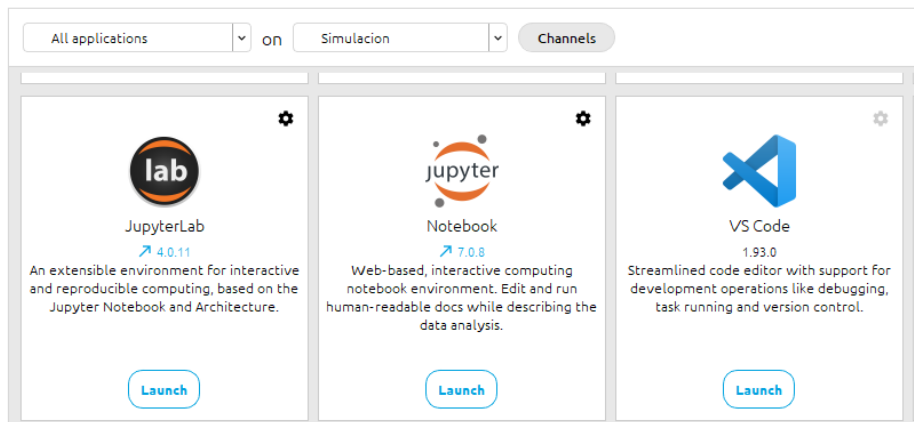 All applications on Simulacion Channels
lab
JupyterLab
4.0.11
An extensible environment for interactive
and reproducible computing, based on the
Jupyter Notebook and Architecture.
Launch
jupyter
Notebook
7.0.8
Web-based, interactive computing
notebook environment. Edit and run
human-readable docs while describing the
data analysis.
Launch
VS Code
1.93.0
Streamlined code editor with support for
development operations like debugging,
task running and version control.
Launch